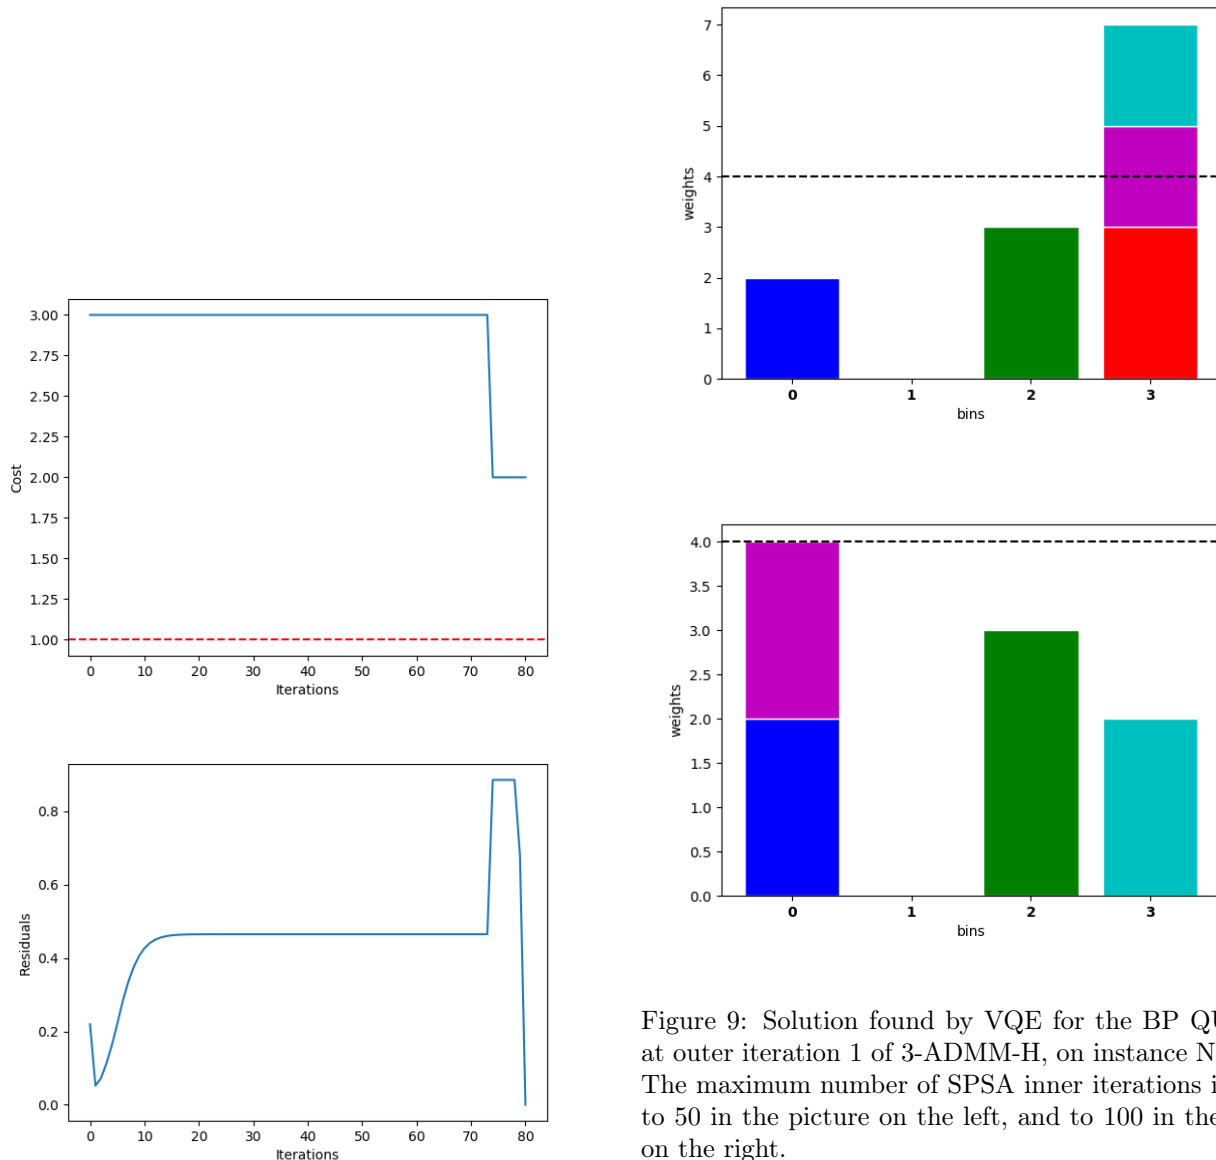 3.00
2.75
2.50
2.25
2.00
1.75
1.50
1.25
1.00
Cost
0 10 20 30 40 50 60 70 80
Iterations
0.8
0.6
0.4
0.2
0.0
Residuals
0 10 20 30 40 50 60 70 80
Iterations
7
6
5
4
3
2
1
0
weights
0 1 2 3
bins
4.0
3.5
3.0
2.5
2.0
1.5
1.0
0.5
0.0
weights
0 1 2 3
bins
Figure 9: Solution found by VQE for the BP QU
at outer iteration 1 of 3-ADMM-H, on instance N
The maximum number of SPSA inner iterations i
to 50 in the picture on the left, and to 100 in the
on the right.